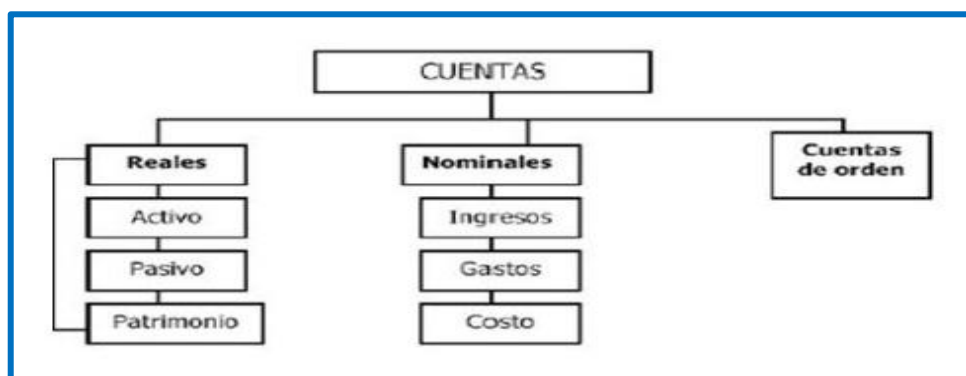 CUENTAS
Reales
Activo
Pasivo
Patrimonio
Nominales
Ingresos
Gastos
Costo
Cuentas
de orden